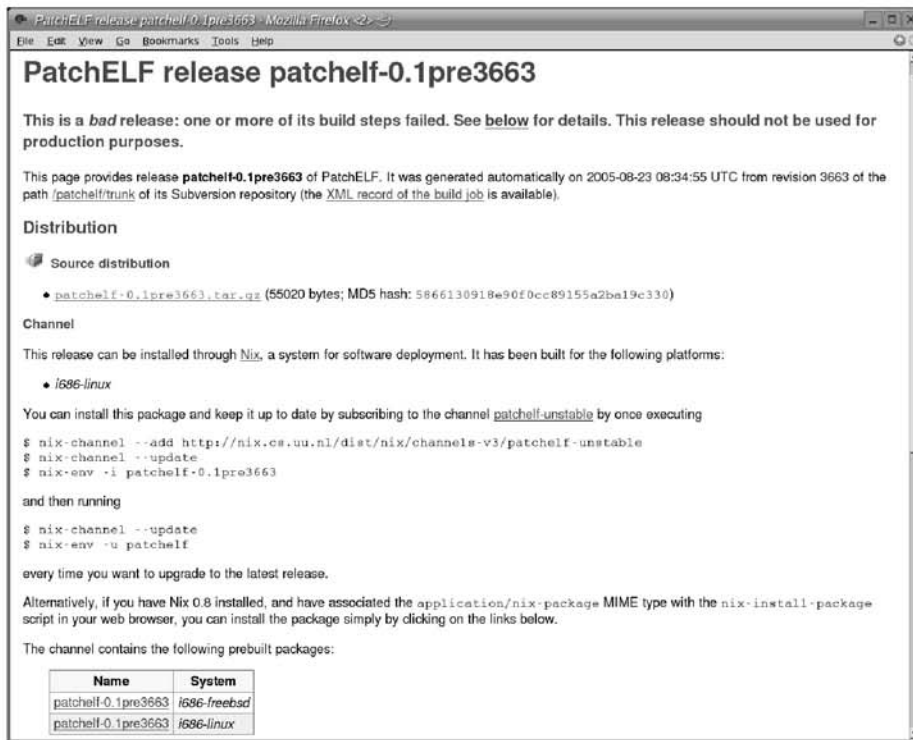 PatchELF release patchelf-0.1pre3663 - Mozilla Firefox <2>
File Edit View Go Bookmarks Tools Help
PatchELF release patchelf-0.1pre3663
This is a bad release: one or more of its build steps failed. See below for details. This release should not be used for
production purposes.
This page provides release patchelf-0.1pre3663 of PatchELF. It was generated automatically on 2005-08-23 08:34:55 UTC from revision 3663 of the
path /patchelf/trunk of its Subversion repository (the XML record of the build job is available).
Distribution
Source distribution
• patchelf-0.1pre3663.tar.gz (55020 bytes; MD5 hash: 5866130918e90f0cc89155a2ba19c330)
Channel
This release can be installed through Nix, a system for software deployment. It has been built for the following platforms:
• i686-linux
You can install this package and keep it up to date by subscribing to the channel patchelf-unstable by once executing
$ nix-channel --add http://nix.cs.uu.nl/dist/nix/channels-v3/patchelf-unstable
$ nix-channel --update
$ nix-env -i patchelf-0.1pre3663
and then running
$ nix-channel --update
$ nix-env -u patchelf
every time you want to upgrade to the latest release.
Alternatively, if you have Nix 0.8 installed, and have associated the application/nix-package MIME type with the nix-install-package
script in your web browser, you can install the package simply by clicking on the links below.
The channel contains the following prebuilt packages:
Name System
patchelf-0.1pre3663 i686-freebsd
patchelf-0.1pre3663 i686-linux